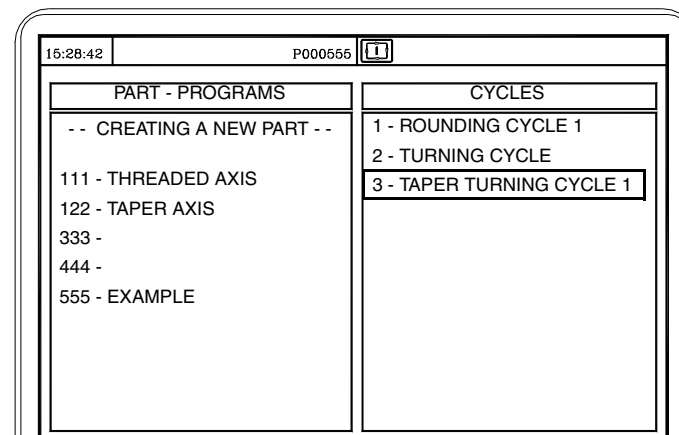 15:28:42 P000555
PART - PROGRAMS
- - CREATING A NEW PART - -
111 - THREADED AXIS
122 - TAPER AXIS
333 -
444 -
555 - EXAMPLE
CYCLES
1 - ROUNDING CYCLE 1
2 - TURNING CYCLE
3 - TAPER TURNING CYCLE 1